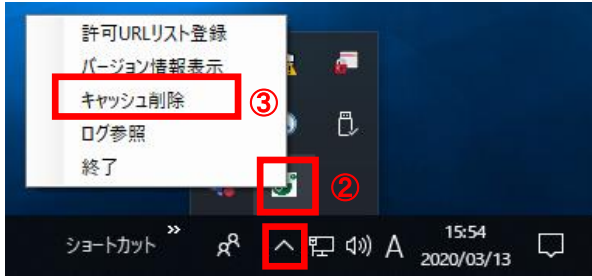 許可URLリスト登録
バージョン情報表示
キャッシュ削除
③
ログ参照
終了
②
ショートカット
»
A
15:54
2020/03/13